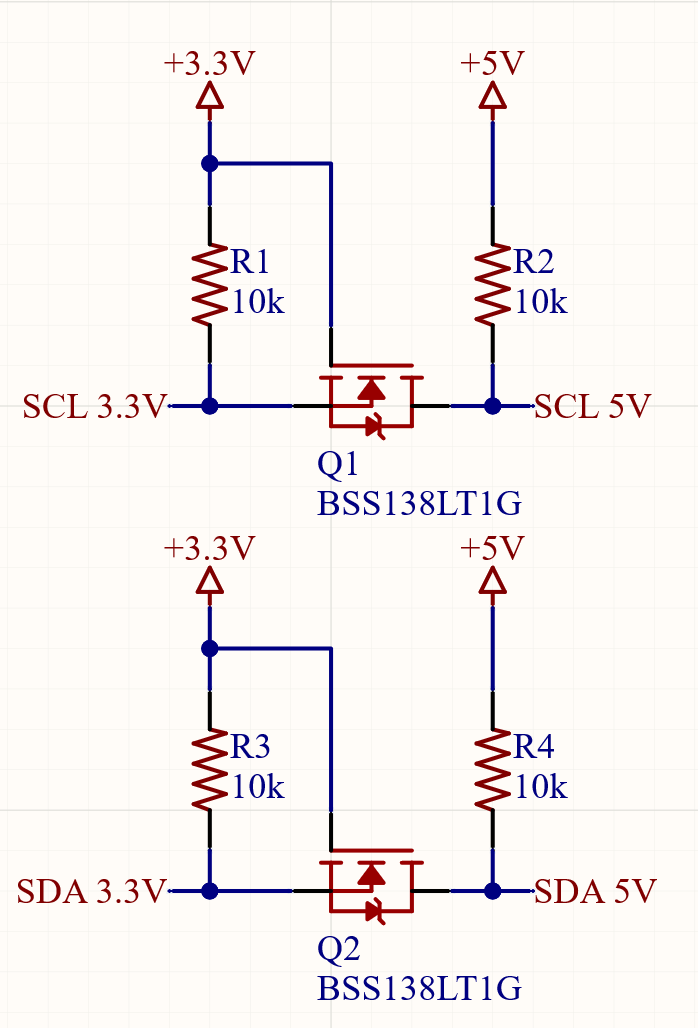 +3.3V
+5V
R1
10k
R2
10k
SCL 3.3V
SCL 5V
Q1
BSS138LT1G
+3.3V
+5V
R3
10k
R4
10k
SDA 3.3V
SDA 5V
Q2
BSS138LT1G